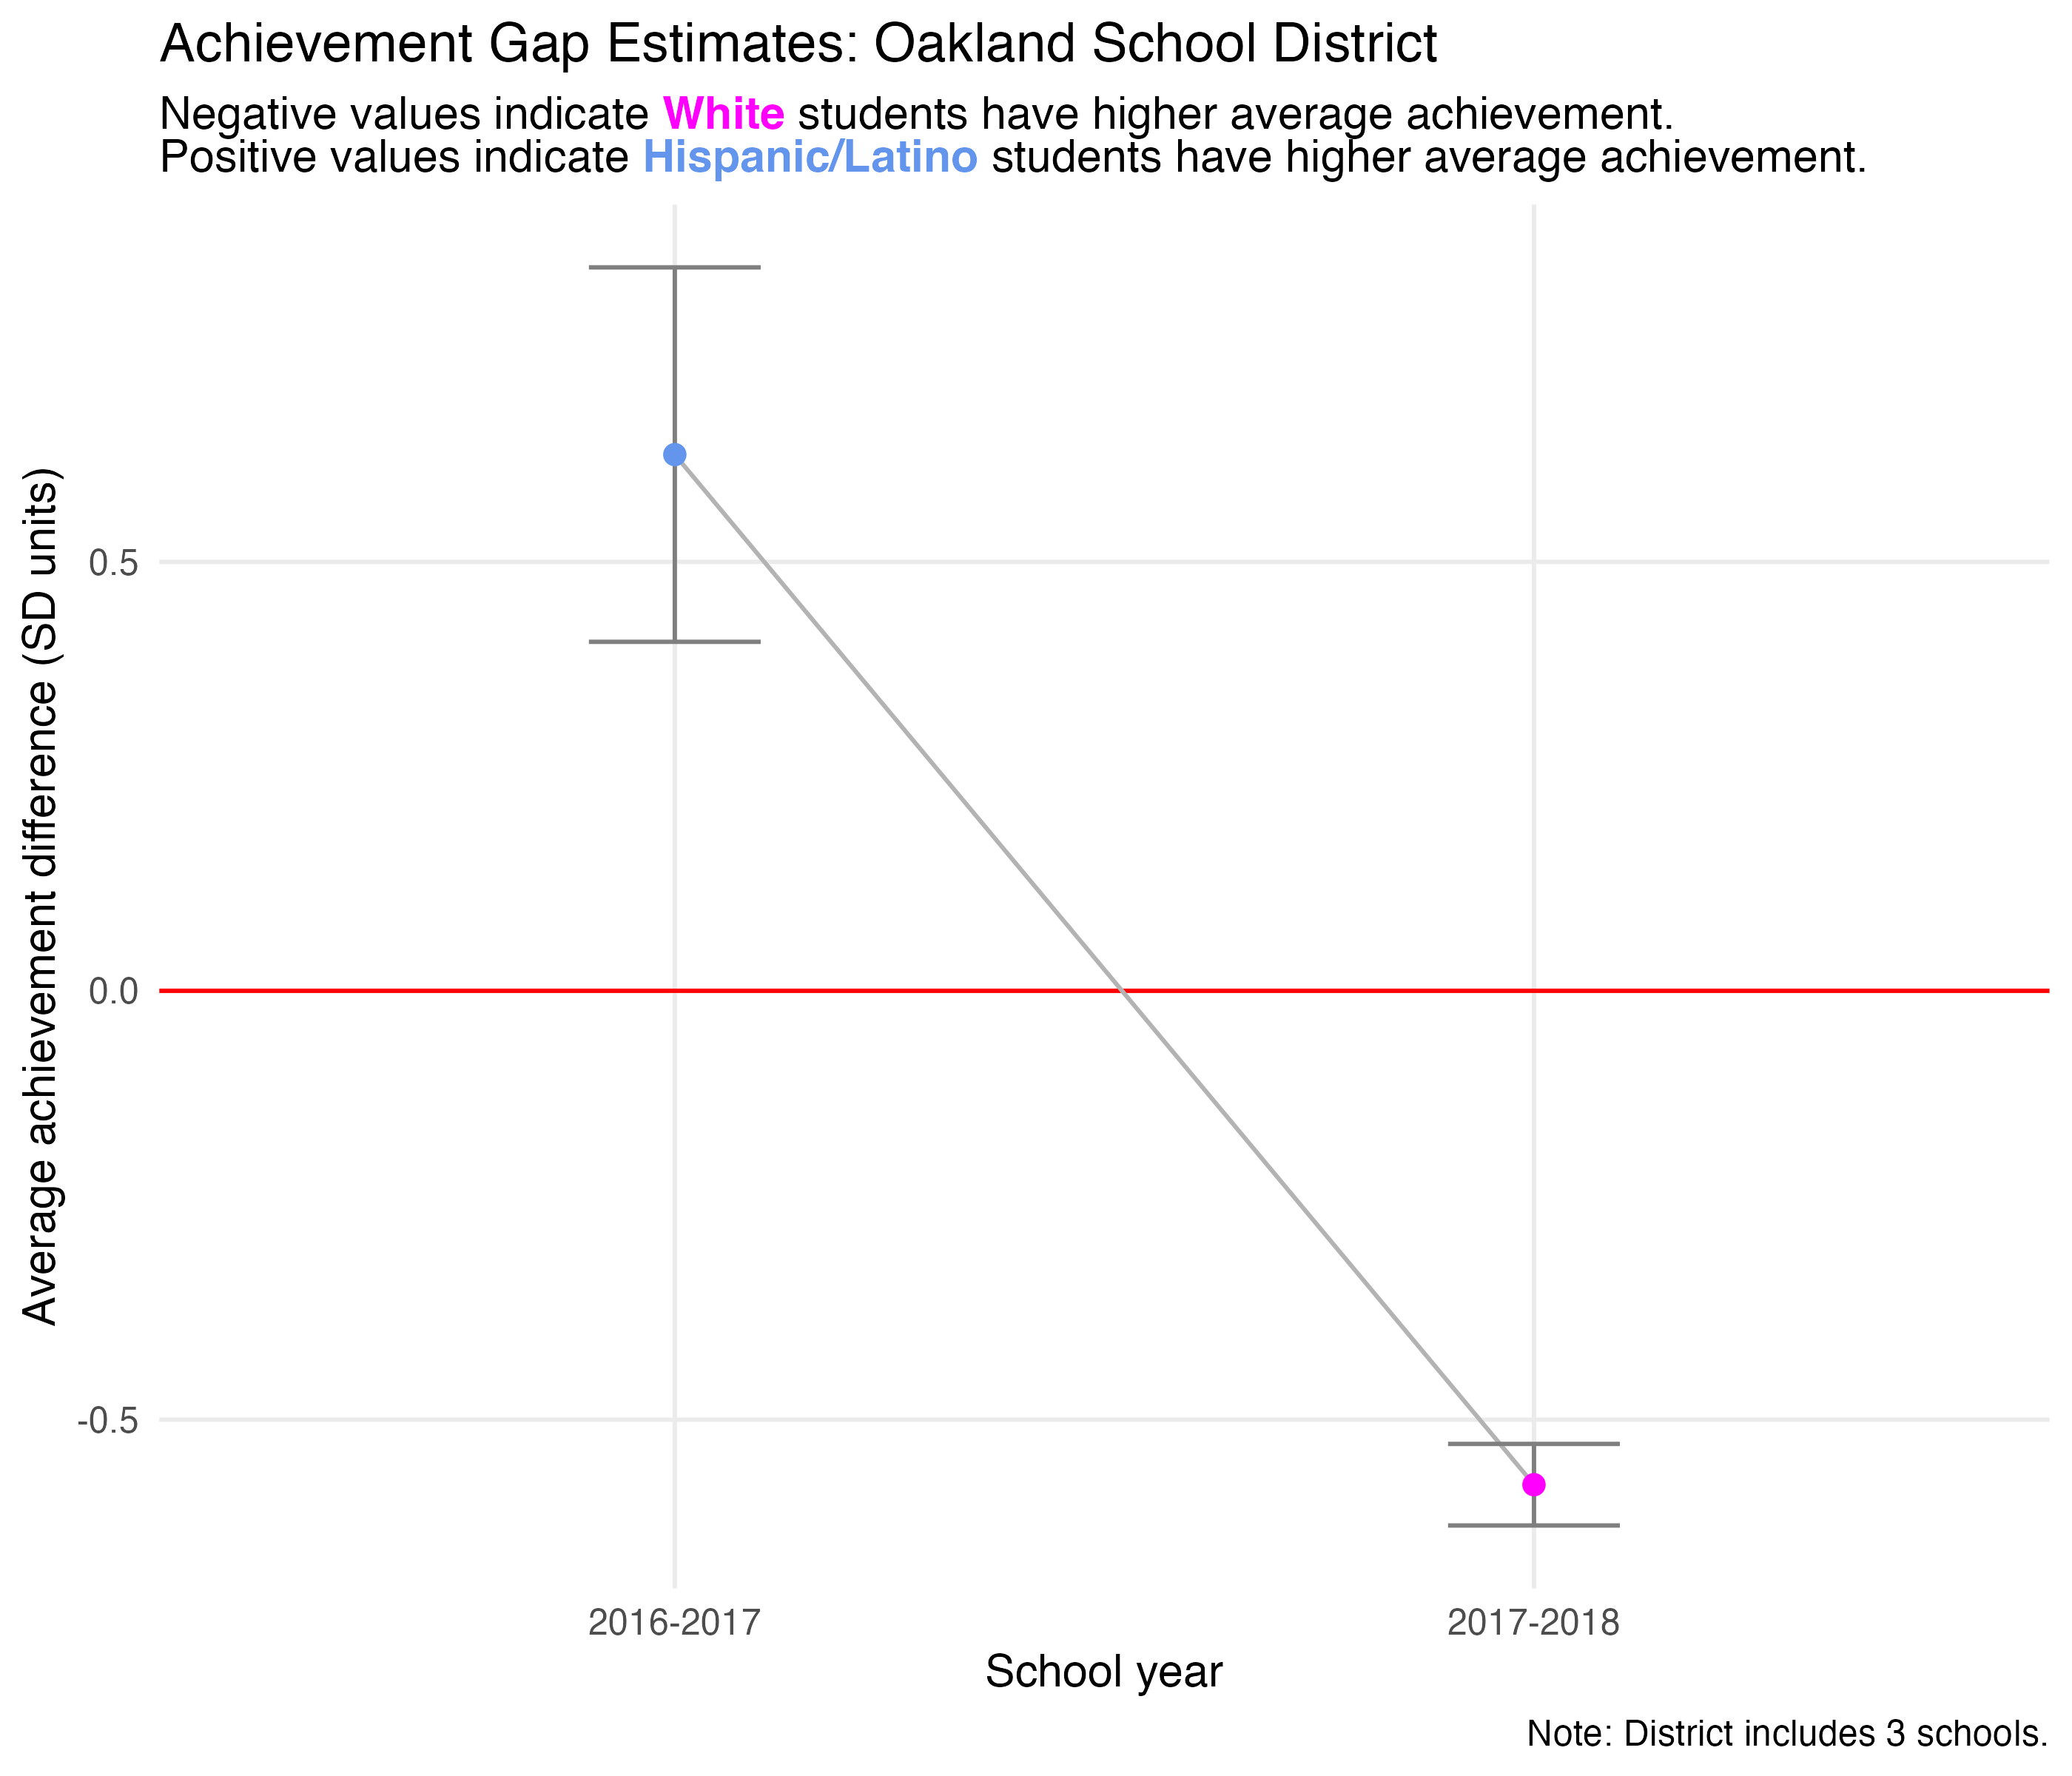 Achievement Gap Estimates: Oakland School District
Negative values indicate White students have higher average achievement.
Positive values indicate Hispanic/Latino students have higher average achievement.
Average achievement difference (SD units)
0.5
0.0
-0.5
2016-2017
2017-2018
School year
Note: District includes 3 schools.